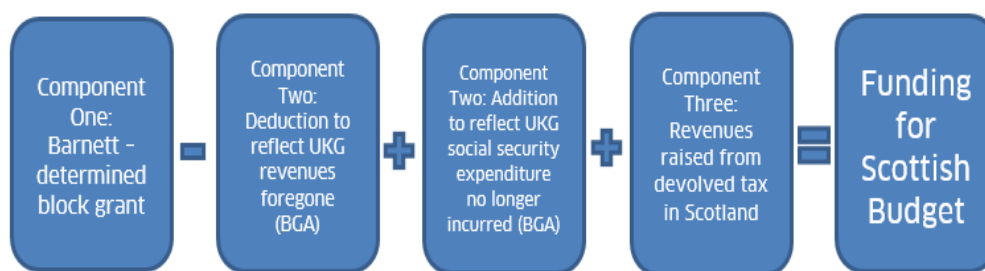 Component
One:
Barnett –
determined
block grant
Component
Two:
Deduction to
reflect UKG
revenues
foregone
(BGA)
Component
Two: Addition
to reflect UKG
social security
expenditure
no longer
incurred (BGA)
Component
Three:
Revenues
raised from
devolved tax
in Scotland
Funding
for
Scottish
Budget